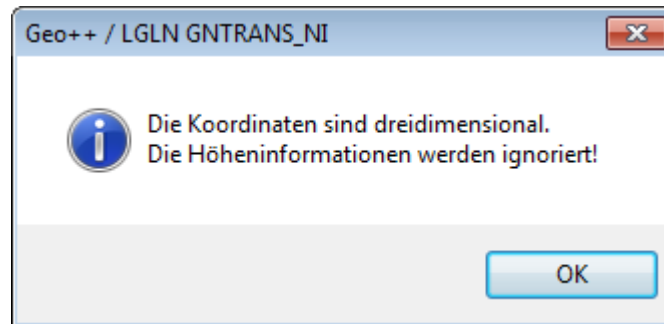 Geo++ / LGLN GNTRANS_NI
Die Koordinaten sind dreidimensional.
Die Höheninformationen werden ignoriert!
OK